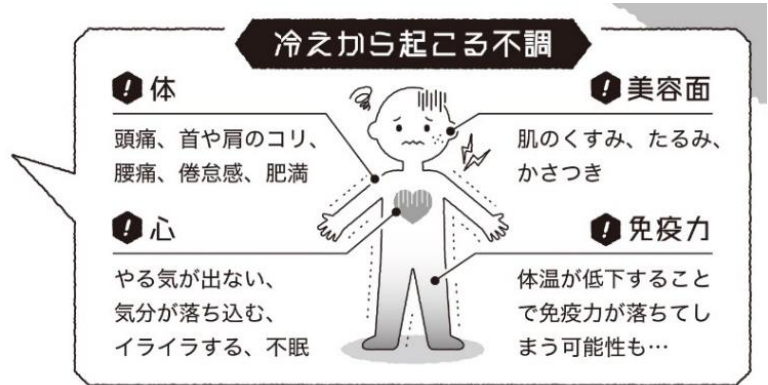 冷えから起こる不調
体
頭痛、首や肩のコリ、
腰痛、倦怠感、肥満
心
やる気が出ない、
気分が落ち込む、
イライラする、不眠
美容面
肌のくすみ、たるみ、
かさつき
免疫力
体温が低下すること
で免疫力が落ちてし
まう可能性も…